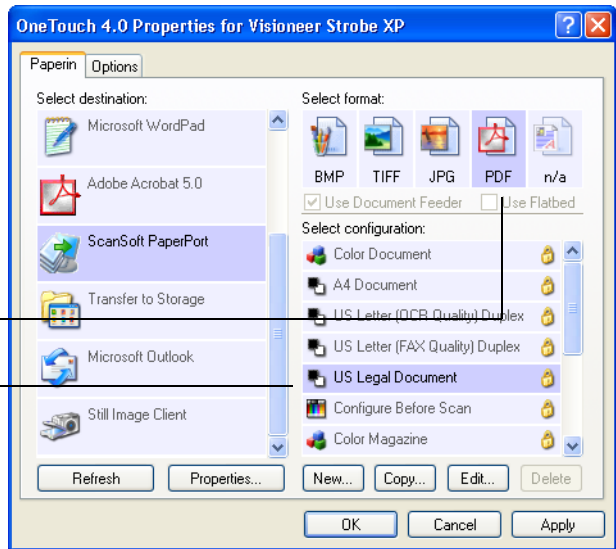 OneTouch 4.0 Properties for Visioneer Strobe XP
Paperin Options
Select destination:
Microsoft WordPad
Adobe Acrobat 5.0
ScanSoft PaperPort
Transfer to Storage
Microsoft Outlook
Still Image Client
Refresh Properties...
Select format:
BMP TIFF JPG PDF n/a
Use Document Feeder Use Flatbed
Select configuration:
Color Document
A4 Document
US Letter (OCR Quality) Duplex
US Letter (FAX Quality) Duplex
US Legal Document
Configure Before Scan
Color Magazine
New... Copy... Edit... Delete
OK Cancel Apply